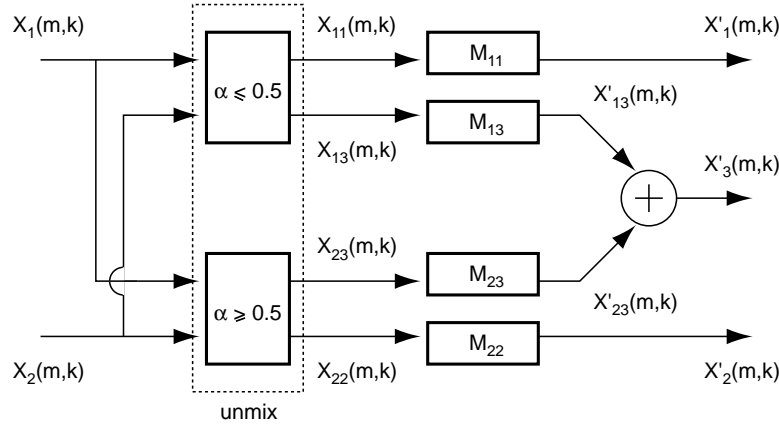 X₁(m,k) X₁₁(m,k) X'₁(m,k)
M₁₁
α ⩽ 0.5 X'₁₃(m,k)
M₁₃
X₁₃(m,k) X'₃(m,k)
+
X₂₃(m,k)
M₂₃
α ⩾ 0.5 X'₂₃(m,k)
M₂₂
X₂(m,k) X₂₂(m,k) X'₂(m,k)
unmix